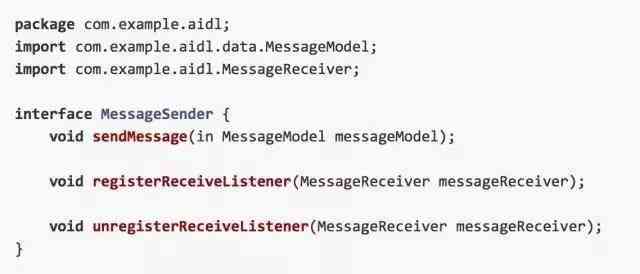 package com.example.aidl;
import com.example.aidl.data.MessageModel;
import com.example.aidl.MessageReceiver;
interface MessageSender {
void sendMessage(in MessageModel messageModel);
void registerReceiveListener(MessageReceiver messageReceiver);
void unregisterReceiveListener(MessageReceiver messageReceiver);
}